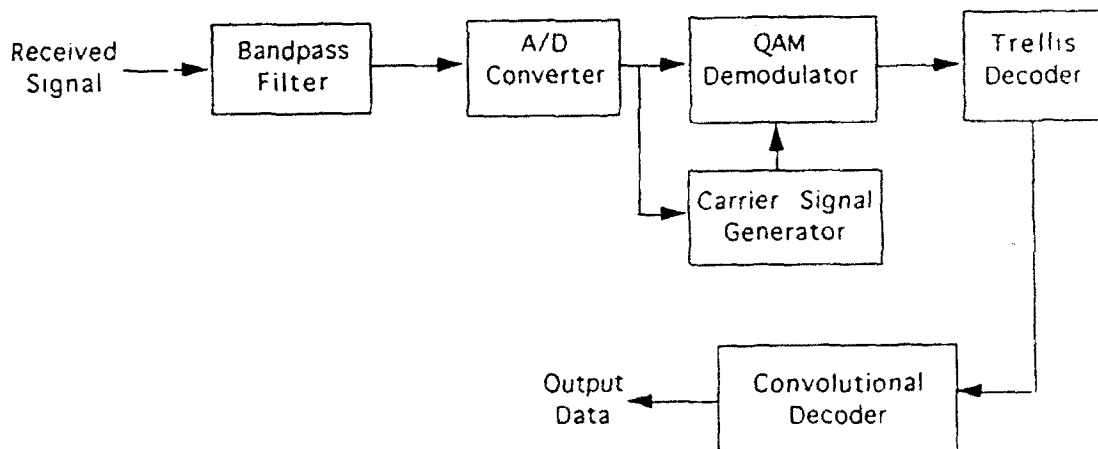 Received
Signal
Bandpass
Filter
A/D
Converter
QAM
Demodulator
Trellis
Decoder
Carrier Signal
Generator
Convolutional
Decoder
Output
Data